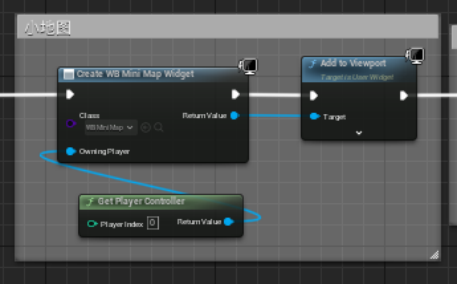 小地图
Create WB Mini Map Widget
Class
WB Mini Map
Return Value
Owning Player
Add to Viewport
Target is User Widget
Target
Get Player Controller
Player Index 0
Return Value